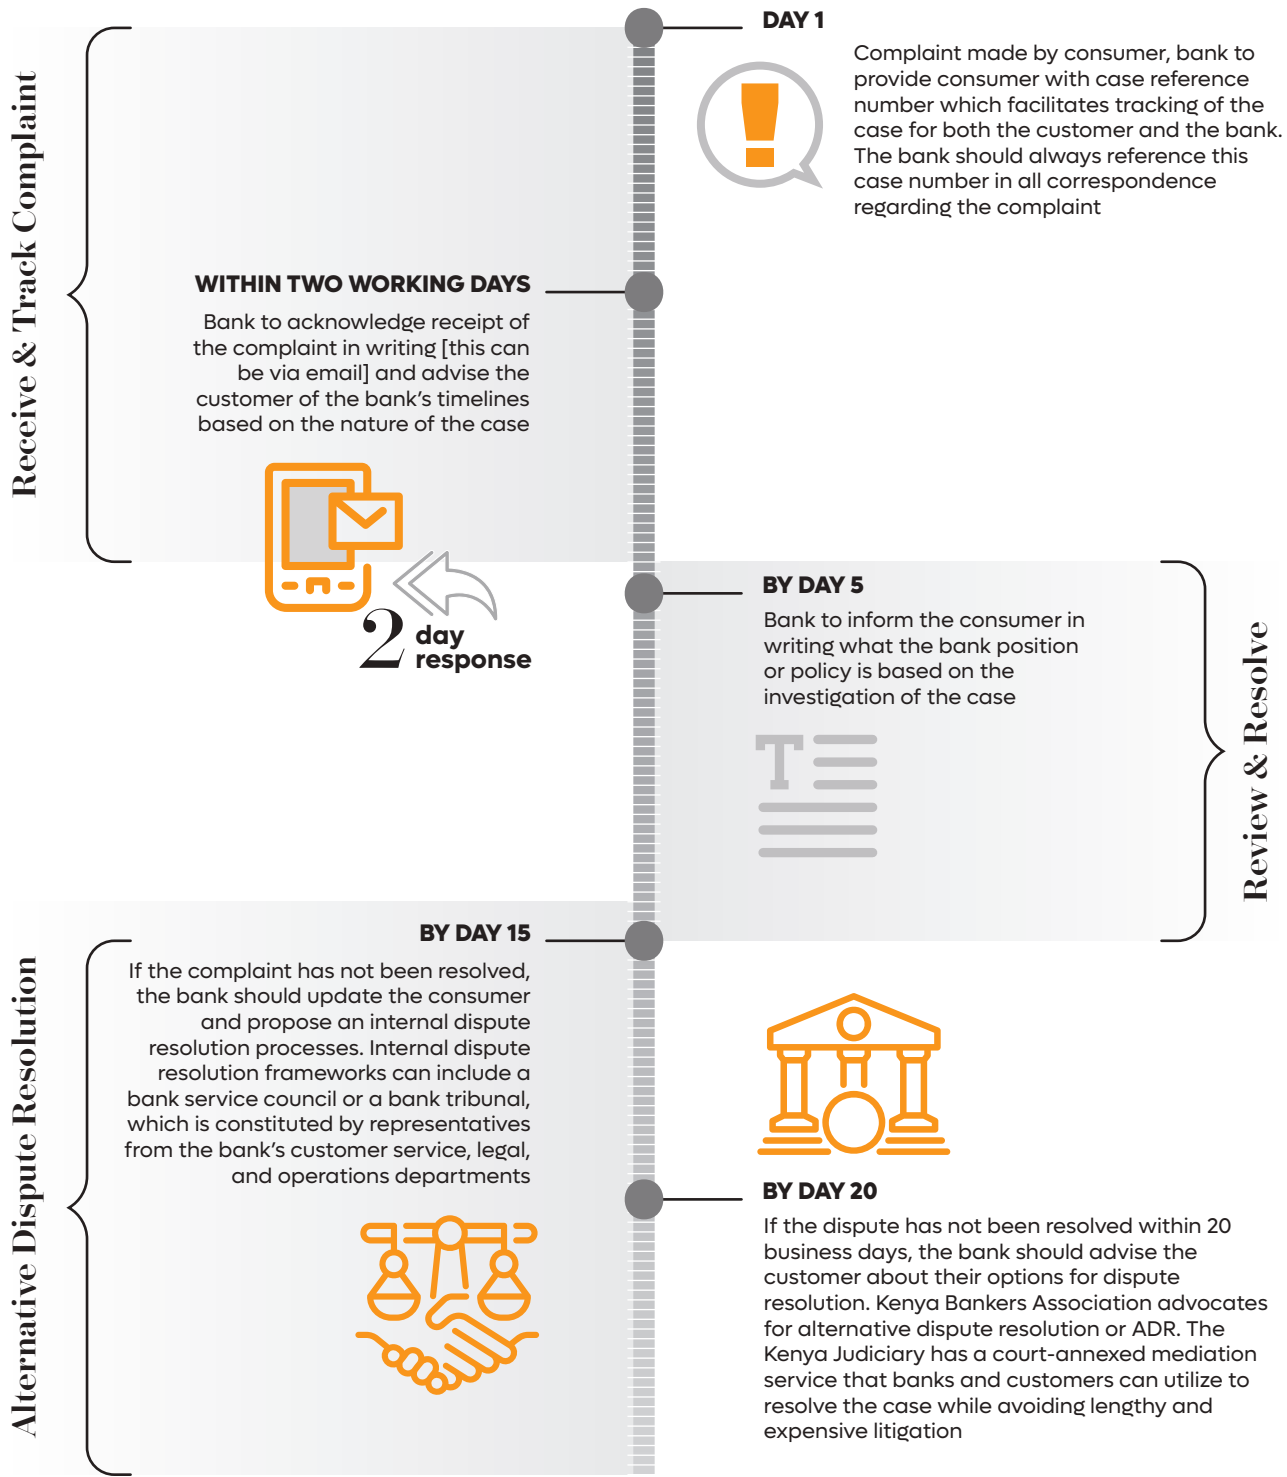 Receive & Track Complaint
DAY 1
Complaint made by consumer, bank to
provide consumer with case reference
number which facilitates tracking of the
case for both the customer and the bank.
The bank should always reference this
case number in all correspondence
regarding the complaint
WITHIN TWO WORKING DAYS
Bank to acknowledge receipt of
the complaint in writing [this can
be via email] and advise the
customer of the bank’s timelines
based on the nature of the case
2 day
response
Review & Resolve
BY DAY 5
Bank to inform the consumer in
writing what the bank position
or policy is based on the
investigation of the case
T
Alternative Dispute Resolution
BY DAY 15
If the complaint has not been resolved,
the bank should update the consumer
and propose an internal dispute
resolution processes. Internal dispute
resolution frameworks can include a
bank service council or a bank tribunal,
which is constituted by representatives
from the bank’s customer service, legal,
and operations departments
BY DAY 20
If the dispute has not been resolved within 20
business days, the bank should advise the
customer about their options for dispute
resolution. Kenya Bankers Association advocates
for alternative dispute resolution or ADR. The
Kenya Judiciary has a court-annexed mediation
service that banks and customers can utilize to
resolve the case while avoiding lengthy and
expensive litigation